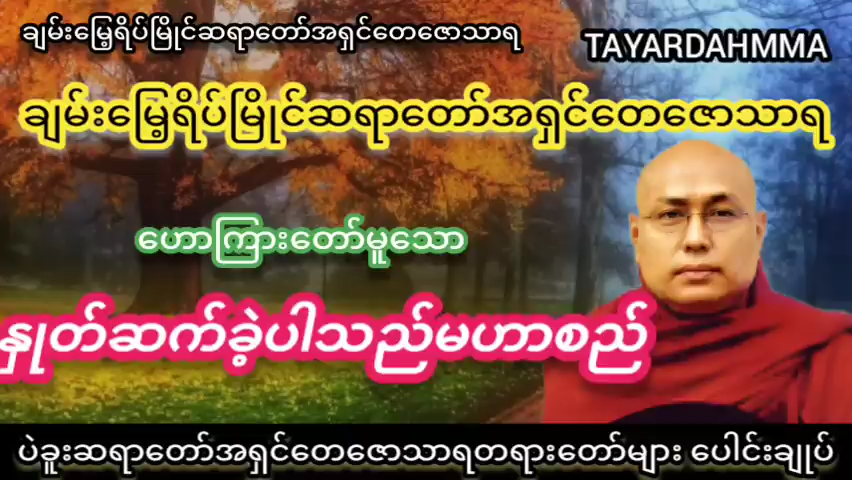 ချမ်းမြေ့ရိပ်မြိုင်ဆရာတော်အရှင်တေဇောသာရ
TAYARDAHMMA
ချမ်းမြေ့ရိပ်မြိုင်ဆရာတော်အရှင်တေဇောသာရ
ဟောကြားတော်မူသော
နှုတ်ဆက်ခဲ့ပါသည်မဟာစည်
ပဲခူးဆရာတော်အရှင်တေဇောသာရတရားတော်များ ပေါင်းချုပ်